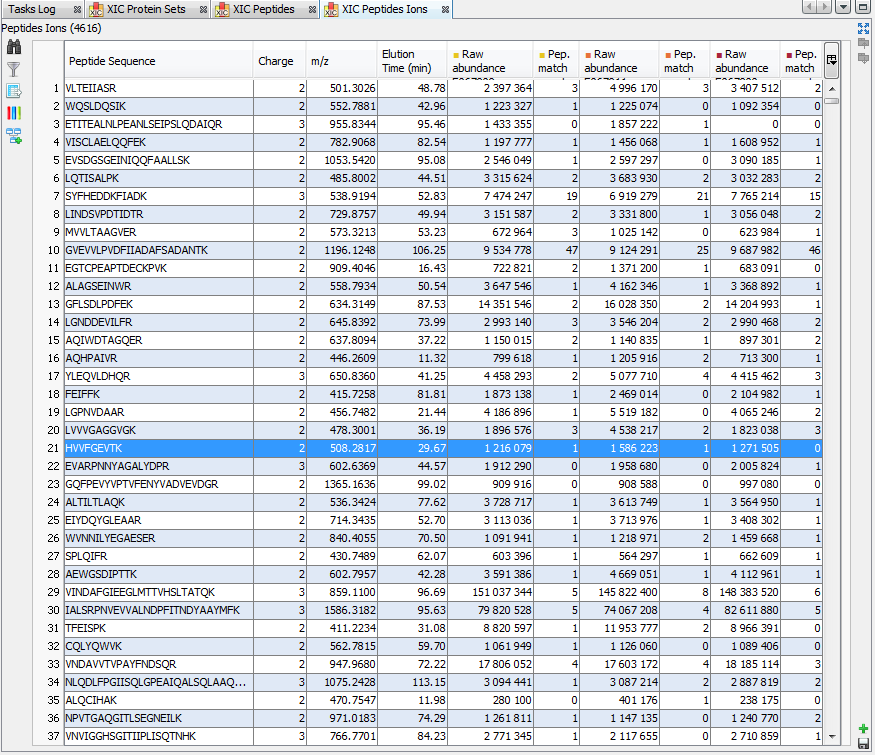 Tasks Log XIC Protein Sets XIC Peptides XIC Peptides Ions
Peptides Ions (4616)
Peptide Sequence Charge m/z Elution Time (min) Raw abundance Pep. match Raw abundance Pep. match Raw abundance Pep. match
1 VLTEIIASR 2 501.3026 48.78 2 397 364 3 4 996 170 3 3 407 512 2
2 WQSLDQSIK 2 552.7881 42.96 1 223 327 1 1 225 074 0 1 092 354 0
3 ETITEALNLPEANLSEIPSLQDAIQR 3 955.8344 95.46 1 433 355 0 1 857 222 1 0 0
4 VISCLAELQQFEK 2 782.9068 82.54 1 197 777 1 1 456 068 1 1 608 952 1
5 EVSDGSGEINIQQFAALLSK 2 1053.5420 95.08 2 546 049 1 2 597 297 0 3 090 185 1
6 LQTISALPK 2 485.8002 44.51 3 315 624 2 3 683 930 2 3 032 283 2
7 SYFHEDDKFIADK 3 538.9194 52.83 7 474 247 19 6 919 279 21 7 765 214 15
8 LINDSVPDTIDTR 2 729.8757 49.94 3 151 587 2 3 331 800 1 3 056 048 2
9 MVVLTAAGVER 2 573.3213 53.23 672 964 3 1 025 142 0 623 984 1
10 GVEVVLPVDFIIADAFSADANTK 2 1196.1248 106.25 9 534 778 47 9 124 291 25 9 687 982 46
11 EGTCPEAPTDECKPVK 2 909.4046 16.43 722 821 2 1 371 200 1 683 091 0
12 ALAGSEINWR 2 558.7934 50.54 3 647 546 1 4 162 346 1 3 368 892 1
13 GFLSDLPDFEK 2 634.3149 87.53 14 351 546 2 16 028 350 2 14 204 993 1
14 LGNDDEVILFR 2 645.8392 73.99 2 993 140 3 3 546 204 2 2 990 468 2
15 AQIWDTAGQER 2 637.8094 37.22 1 150 015 2 1 140 835 1 897 301 2
16 AQHPAIVR 2 446.2609 11.32 799 618 1 1 205 916 2 713 300 1
17 YLEQVLDHQR 3 650.8360 41.25 4 458 293 2 5 077 710 4 4 415 462 3
18 FEIFFK 2 415.7258 81.81 1 873 138 1 2 469 014 0 2 104 982 1
19 LGPNVDAAR 2 456.7482 21.44 4 186 896 1 5 519 182 0 4 065 246 2
20 LVVVGAGGVGK 2 478.3001 36.19 1 896 576 3 4 538 217 2 1 823 038 3
21 HVVFGEVTK 2 508.2817 29.67 1 216 079 1 1 586 223 1 1 271 505 0
22 EVARPNNYAGALYDPR 3 602.6369 44.57 1 912 290 0 1 958 680 0 2 005 824 1
23 GQFPEVYVPTVFENYVADVEVDGR 2 1365.1636 99.02 909 916 0 908 588 0 997 080 0
24 ALTILTLAQK 2 536.3424 77.62 3 728 717 1 3 613 749 1 3 564 950 1
25 EIYDQYGLEAAR 2 714.3435 52.70 3 113 036 1 3 713 976 1 3 408 302 1
26 WVNNILYEGAESER 2 840.4055 70.50 1 091 941 1 1 218 971 2 1 459 668 1
27 SPLQIFR 2 430.7489 62.07 603 396 1 564 297 1 662 609 1
28 AEWGSDIPTTK 2 602.7957 42.28 3 591 386 1 4 669 051 1 4 112 961 1
29 VINDAFGIEEGLMTTVHSLTATQK 3 859.1100 96.69 151 037 344 5 145 822 400 8 148 383 520 6
30 IALSRPNVEVVALNDPFITNDYAAYMFK 3 1586.3182 95.63 79 820 528 5 74 067 208 4 82 611 880 5
31 TFEISPK 2 411.2234 31.08 8 820 597 1 11 953 777 2 8 966 391 0
32 CQLYQWVK 2 562.7815 59.70 1 061 949 1 1 126 060 0 1 089 406 0
33 VNDAVVTVPAYFNDSQR 2 947.9680 72.22 17 806 052 4 17 603 172 4 18 185 114 3
34 NLQDLFPGIISQLGPEAIQALSQLAAQ... 3 1075.2428 113.15 3 094 441 1 3 087 214 2 2 887 819 2
35 ALQCIHAK 2 470.7547 11.98 280 100 0 401 176 1 238 175 0
36 NPVTGAQGITLSEGNEILK 2 971.0183 74.29 1 261 811 1 1 147 135 0 1 240 770 2
37 VNVIGGHSGITIIPLISQTNHK 3 766.7701 84.23 2 771 345 1 2 117 655 0 2 710 859 1